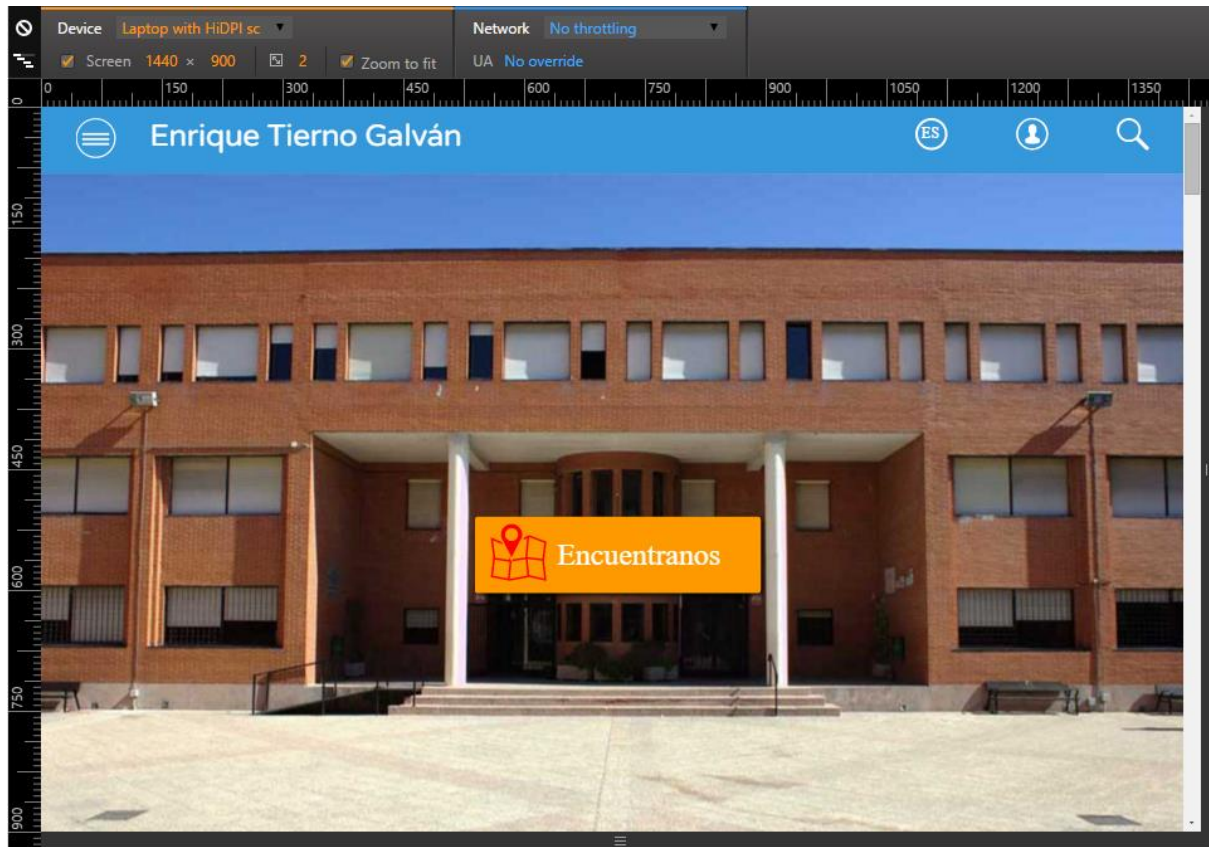 Device Laptop with HiDPI sc Network No throttling
Screen 1440 × 900 2 Zoom to fit UA No override
0 150 300 450 600 750 900 1050 1200 1350
0
Enrique Tierno Galván ES
150
300
450
Encuentranos
600
750
900